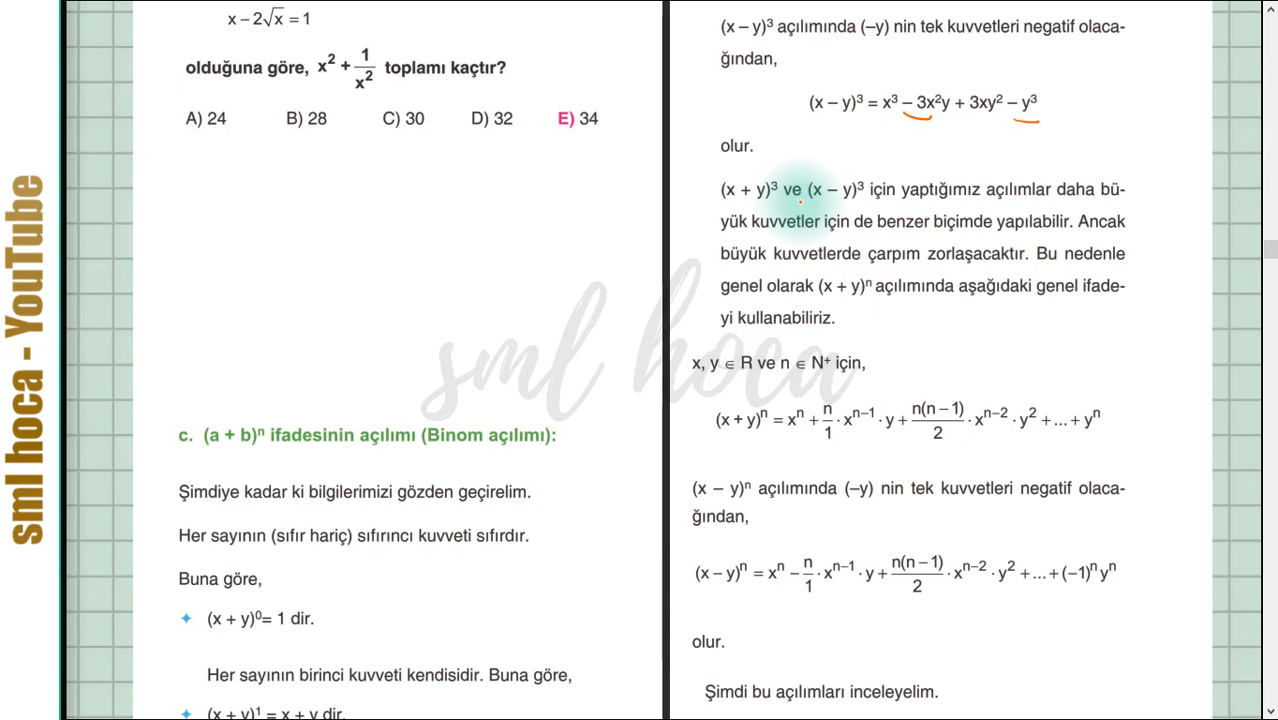 sml hoca - YouTube
x – 2√x = 1
olduğuna göre, x² + 1/x² toplamı kaçtır?
A) 24 B) 28 C) 30 D) 32 E) 34
c. (a + b)ⁿ ifadesinin açılımı (Binom açılımı):
Şimdiye kadar ki bilgilerimizi gözden geçirelim.
Her sayının (sıfır hariç) sıfırıncı kuvveti sıfırdır.
Buna göre,
(x + y)⁰= 1 dir.
Her sayının birinci kuvveti kendisidir. Buna göre,
(x + y)¹ = x + y dir.
(x – y)³ açılımında (–y) nin tek kuvvetleri negatif olaca-
ğından,
(x – y)³ = x³ – 3x²y + 3xy² – y³
olur.
(x + y)³ ve (x – y)³ için yaptığımız açılımlar daha bü-
yük kuvvetler için de benzer biçimde yapılabilir. Ancak
büyük kuvvetlerde çarpım zorlaşacaktır. Bu nedenle
genel olarak (x + y)ⁿ açılımında aşağıdaki genel ifade-
yi kullanabiliriz.
x, y ∈ R ve n ∈ N⁺ için,
(x + y)ⁿ = xⁿ + n/1 · xⁿ⁻¹ · y + n(n – 1)/2 · xⁿ⁻² · y² + ... + yⁿ
(x – y)ⁿ açılımında (–y) nin tek kuvvetleri negatif olaca-
ğından,
(x – y)ⁿ = xⁿ – n/1 · xⁿ⁻¹ · y + n(n – 1)/2 · xⁿ⁻² · y² + ... + (–1)ⁿ yⁿ
olur.
Şimdi bu açılımları inceleyelim.
sml hoca